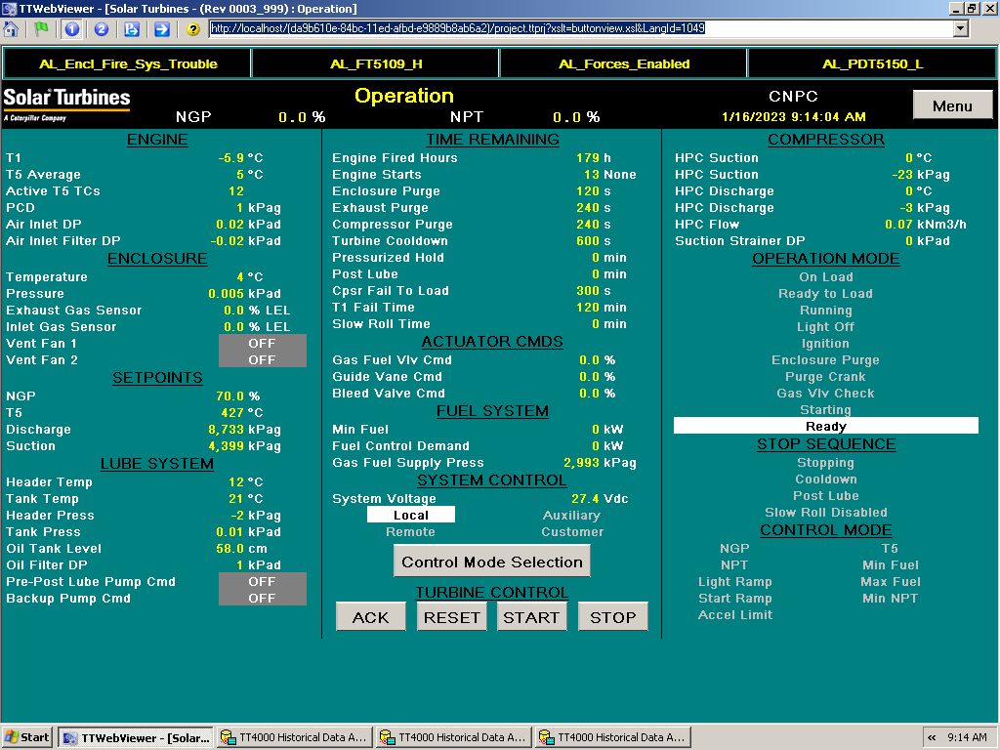 TTWebViewer - [Solar Turbines - (Rev 0003_999) : Operation]
http://localhost/{da9b610e-84bc-11ed-afbd-e9889b8ab6a2}/project.ttprj?xslt=buttonview.xsl&LangId=1049
AL_Encl_Fire_Sys_Trouble AL_FT5109_H AL_Forces_Enabled AL_PDT5150_L
Solar Turbines
A Caterpillar Company
Operation
NGP 0.0 % NPT 0.0 %
CNPC
1/16/2023 9:14:04 AM
Menu
ENGINE
T1 -5.9 °C
T5 Average 5 °C
Active T5 TCs 12
PCD 1 kPag
Air Inlet DP 0.02 kPad
Air Inlet Filter DP -0.02 kPad
ENCLOSURE
Temperature 4 °C
Pressure 0.005 kPad
Exhaust Gas Sensor 0.0 % LEL
Inlet Gas Sensor 0.0 % LEL
Vent Fan 1 OFF
Vent Fan 2 OFF
SETPOINTS
NGP 70.0 %
T5 427 °C
Discharge 8,733 kPag
Suction 4,399 kPag
LUBE SYSTEM
Header Temp 12 °C
Tank Temp 21 °C
Header Press -2 kPag
Tank Press 0.01 kPad
Oil Tank Level 58.0 cm
Oil Filter DP 1 kPad
Pre-Post Lube Pump Cmd OFF
Backup Pump Cmd OFF
TIME REMAINING
Engine Fired Hours 179 h
Engine Starts 13 None
Enclosure Purge 120 s
Exhaust Purge 240 s
Compressor Purge 240 s
Turbine Cooldown 600 s
Pressurized Hold 0 min
Post Lube 0 min
Cpsr Fail To Load 300 s
T1 Fail Time 120 min
Slow Roll Time 0 min
ACTUATOR CMDS
Gas Fuel Vlv Cmd 0.0 %
Guide Vane Cmd 0.0 %
Bleed Valve Cmd 0.0 %
FUEL SYSTEM
Min Fuel 0 kW
Fuel Control Demand 0 kW
Gas Fuel Supply Press 2,993 kPag
SYSTEM CONTROL
System Voltage 27.4 Vdc
Local Auxiliary
Remote Customer
Control Mode Selection
TURBINE CONTROL
ACK RESET START STOP
COMPRESSOR
HPC Suction 0 °C
HPC Suction -23 kPag
HPC Discharge 0 °C
HPC Discharge -3 kPag
HPC Flow 0.07 kNm3/h
Suction Strainer DP 0 kPad
OPERATION MODE
On Load
Ready to Load
Running
Light Off
Ignition
Enclosure Purge
Purge Crank
Gas Vlv Check
Starting
Ready
STOP SEQUENCE
Stopping
Cooldown
Post Lube
Slow Roll Disabled
CONTROL MODE
NGP T5
NPT Min Fuel
Light Ramp Max Fuel
Start Ramp Min NPT
Accel Limit
Start TTWebViewer - [Solar... TT4000 Historical Data A... TT4000 Historical Data A... TT4000 Historical Data A... « 9:14 AM